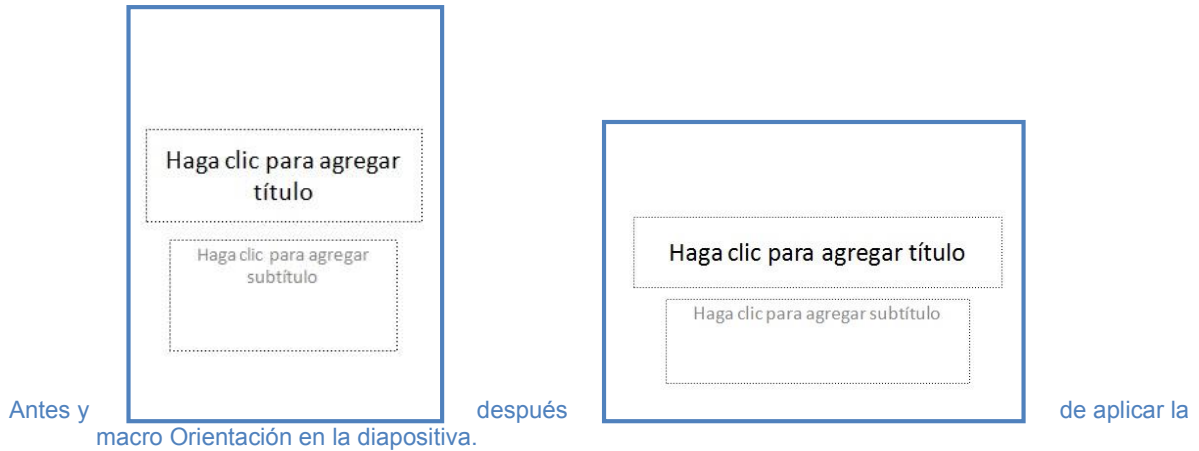 Haga clic para agregar
título
Haga clic para agregar
subtítulo
Haga clic para agregar título
Haga clic para agregar subtítulo
Antes y después de aplicar la
macro Orientación en la diapositiva.